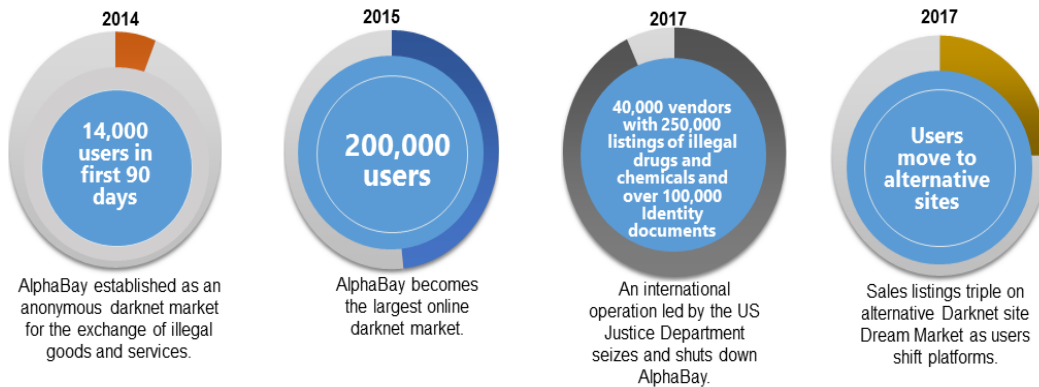 2014
14,000
users in
first 90
days
AlphaBay established as an
anonymous darknet market
for the exchange of illegal
goods and services.
2015
200,000
users
AlphaBay becomes
the largest online
darknet market.
2017
40,000 vendors
with 250,000
listings of illegal
drugs and
chemicals and
over 100,000
Identity
documents
An international
operation led by the US
Justice Department
seizes and shuts down
AlphaBay.
2017
Users
move to
alternative
sites
Sales listings triple on
alternative Darknet site
Dream Market as users
shift platforms.